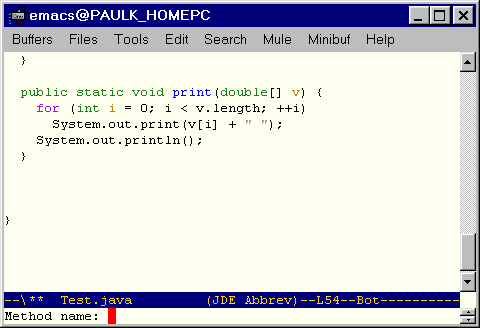 emacs@PAULK_HOMEPC
Buffers Files Tools Edit Search Mule Minibuf Help
}
public static void print(double[] v) {
for (int i = 0; i < v.length; ++i)
System.out.print(v[i] + " ");
System.out.println();
}
}
--\** Test.java (JDE Abbrev)--L54--Bot----------
Method name: